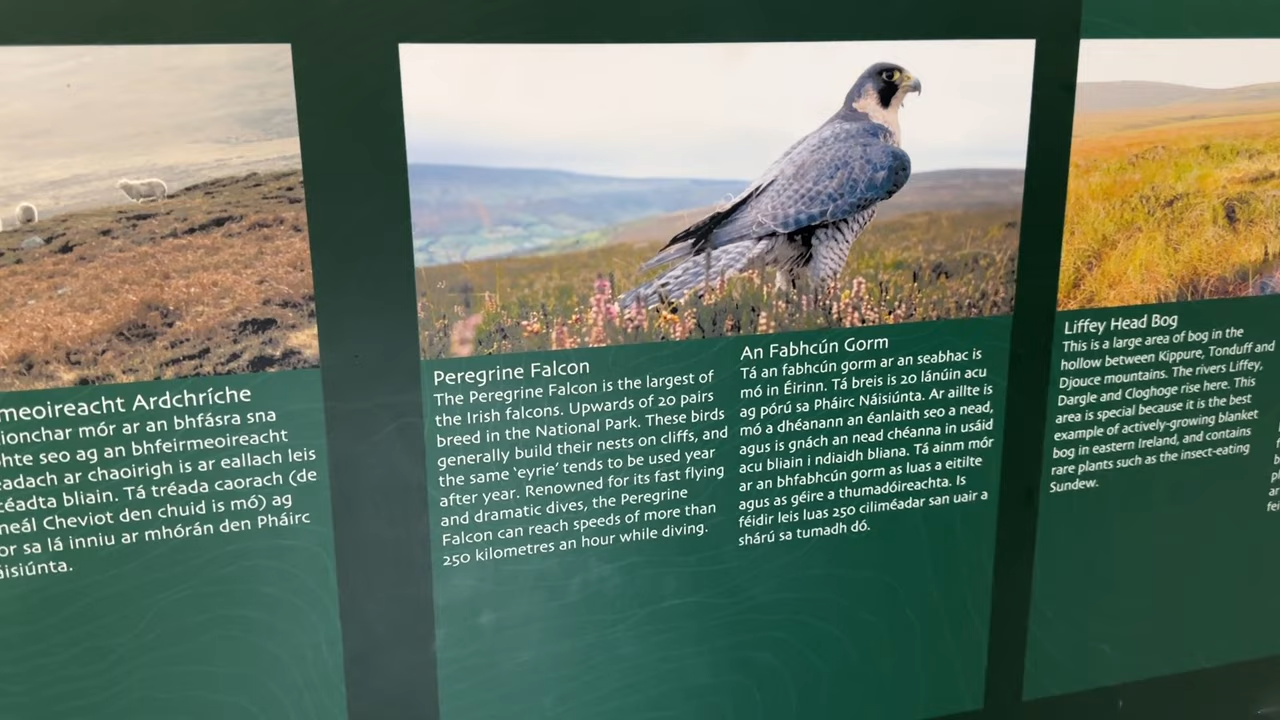 meoireacht Ardchríche
ionchar mór ar an bhfásra sna
seo ag an bhfeirmeoireacht
ar chaoirigh is ar eallach leis
bliain. Tá tréada caorach (de
Cheviot den chuid is mó) ag
sa lá inniu ar mhórán den Pháirc
Peregrine Falcon
The Peregrine Falcon is the largest of
the Irish falcons. Upwards of 20 pairs
breed in the National Park. These birds
generally build their nests on cliffs, and
the same ‘eyrie’ tends to be used year
after year. Renowned for its fast flying
and dramatic dives, the Peregrine
Falcon can reach speeds of more than
250 kilometres an hour while diving.
An Fabhcún Gorm
Tá an fabhcún gorm ar an seabhac is
mó in Éirinn. Tá breis is 20 lánúin acu
ag pórú sa Pháirc Náisiúnta. Ar aillte is
mó a dhéanann an éanlaith seo a nead,
agus is gnách an nead chéanna in usáid
acu bliain i ndiaidh bliana. Tá ainm mór
ar an bhfabhcún gorm as luas a eitilte
agus as géire a thumadóireachta. Is
féidir leis luas 250 ciliméadar san uair a
shárú sa tumadh dó.
Liffey Head Bog
This is a large area of bog in the
hollow between Kippure, Tonduff and
Djouce mountains. The rivers Liffey,
Dargle and Cloghoge rise here. This
area is special because it is the best
example of actively-growing blanket
bog in eastern Ireland, and contains
rare plants such as the insect-eating
Sundew.